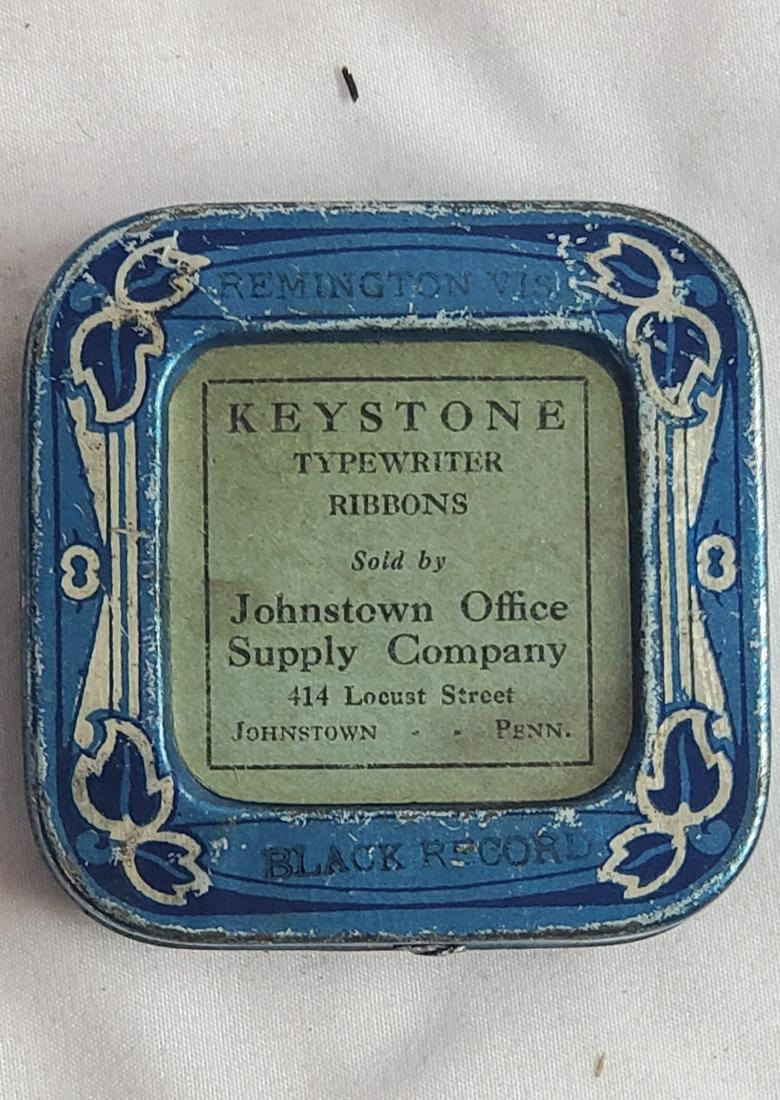 REMINGTON VIS
KEYSTONE
TYPEWRITER
RIBBONS
Sold by
Johnstown Office
Supply Company
414 Locust Street
JOHNSTOWN - - PENN.
BLACK RECORD